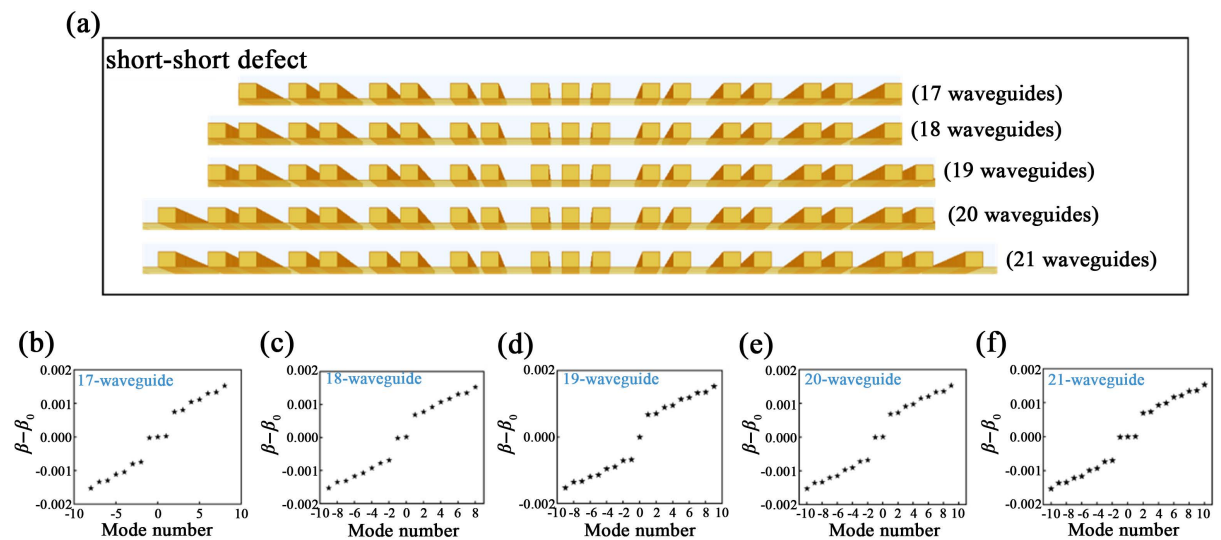 (a)
short-short defect
(17 waveguides)
(18 waveguides)
(19 waveguides)
(20 waveguides)
(21 waveguides)
(b)
17-waveguide
0.002
0.001
0.000
-0.001
-0.002
β−β₀
-10 -5 0 5 10
Mode number
(c)
18-waveguide
0.002
0.001
0.000
-0.001
-0.002
β−β₀
-10 -8 -6 -4 -2 0 2 4 6 8
Mode number
(d)
19-waveguide
0.002
0.001
0.000
-0.001
-0.002
β−β₀
-10 -8 -6 -4 -2 0 2 4 6 8 10
Mode number
(e)
20-waveguide
0.002
0.001
0.000
-0.001
-0.002
β−β₀
-10 -8 -6 -4 -2 0 2 4 6 8 10
Mode number
(f)
21-waveguide
0.002
0.001
0.000
-0.001
-0.002
β−β₀
-10 -8 -6 -4 -2 0 2 4 6 8 10
Mode number